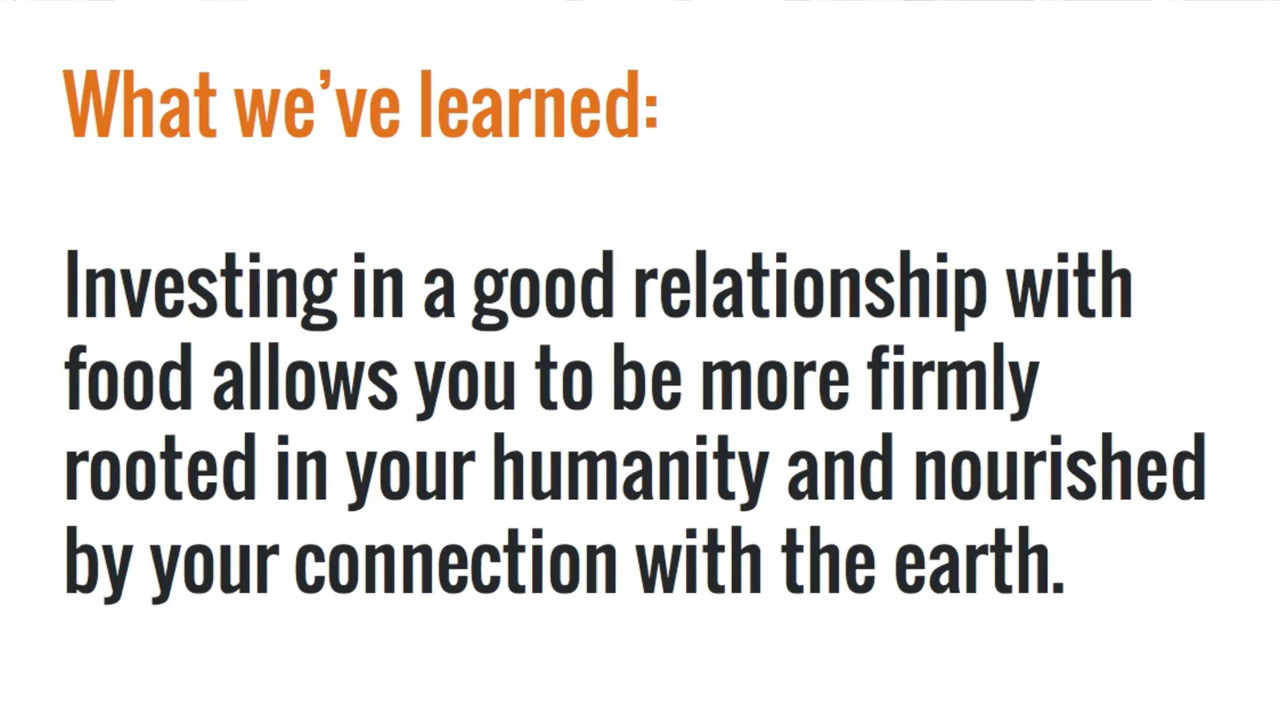 What we’ve learned:
Investing in a good relationship with
food allows you to be more firmly
rooted in your humanity and nourished
by your connection with the earth.